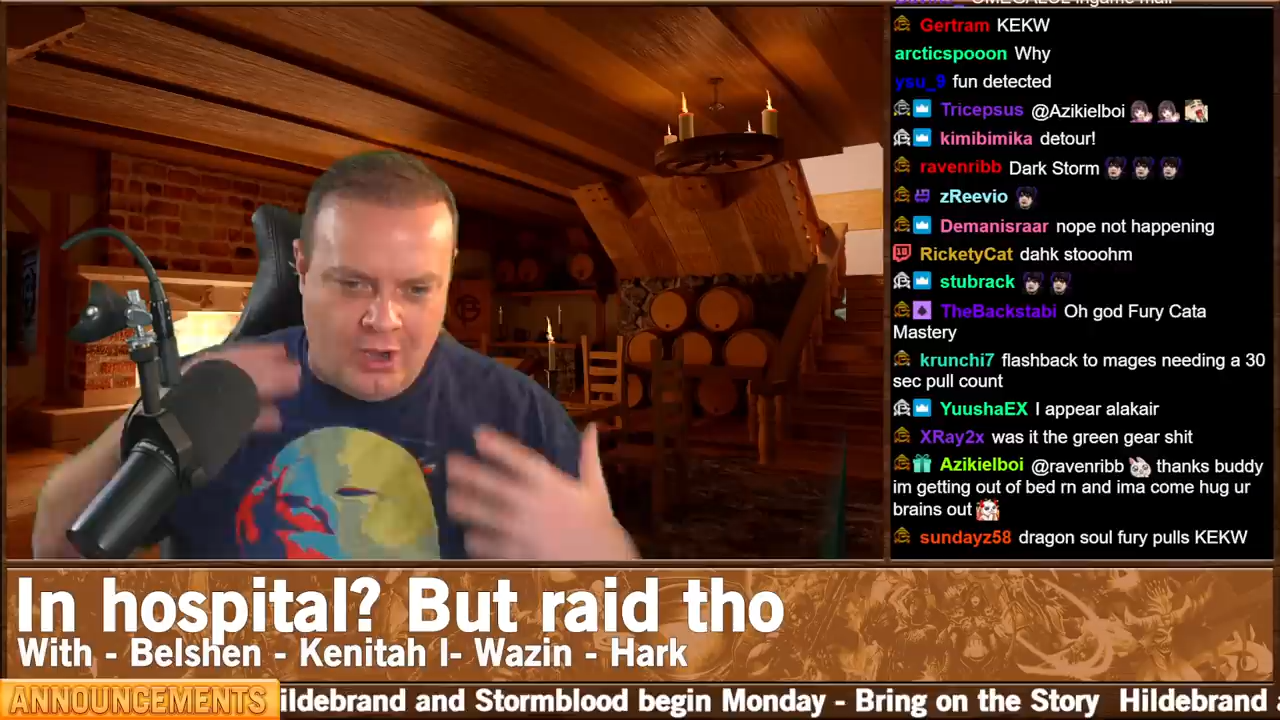 Gertram KEKW
arcticspooon Why
ysu_9 fun detected
Tricepsus @Azikielboi
kimibimika detour!
ravenribb Dark Storm
zReevio
Demanisraar nope not happening
RicketyCat dahk stooohm
stubrack
TheBackstabi Oh god Fury Cata
Mastery
krunchi7 flashback to mages needing a 30
sec pull count
YuushaEX I appear alakair
XRay2x was it the green gear shit
Azikielboi @ravenribb thanks buddy
im getting out of bed rn and ima come hug ur
brains out
sundayz58 dragon soul fury pulls KEKW
In hospital? But raid tho
With - Belshen - Kenitah I- Wazin - Hark
ANNOUNCEMENTS ildebrand and Stormblood begin Monday - Bring on the Story Hildebrand